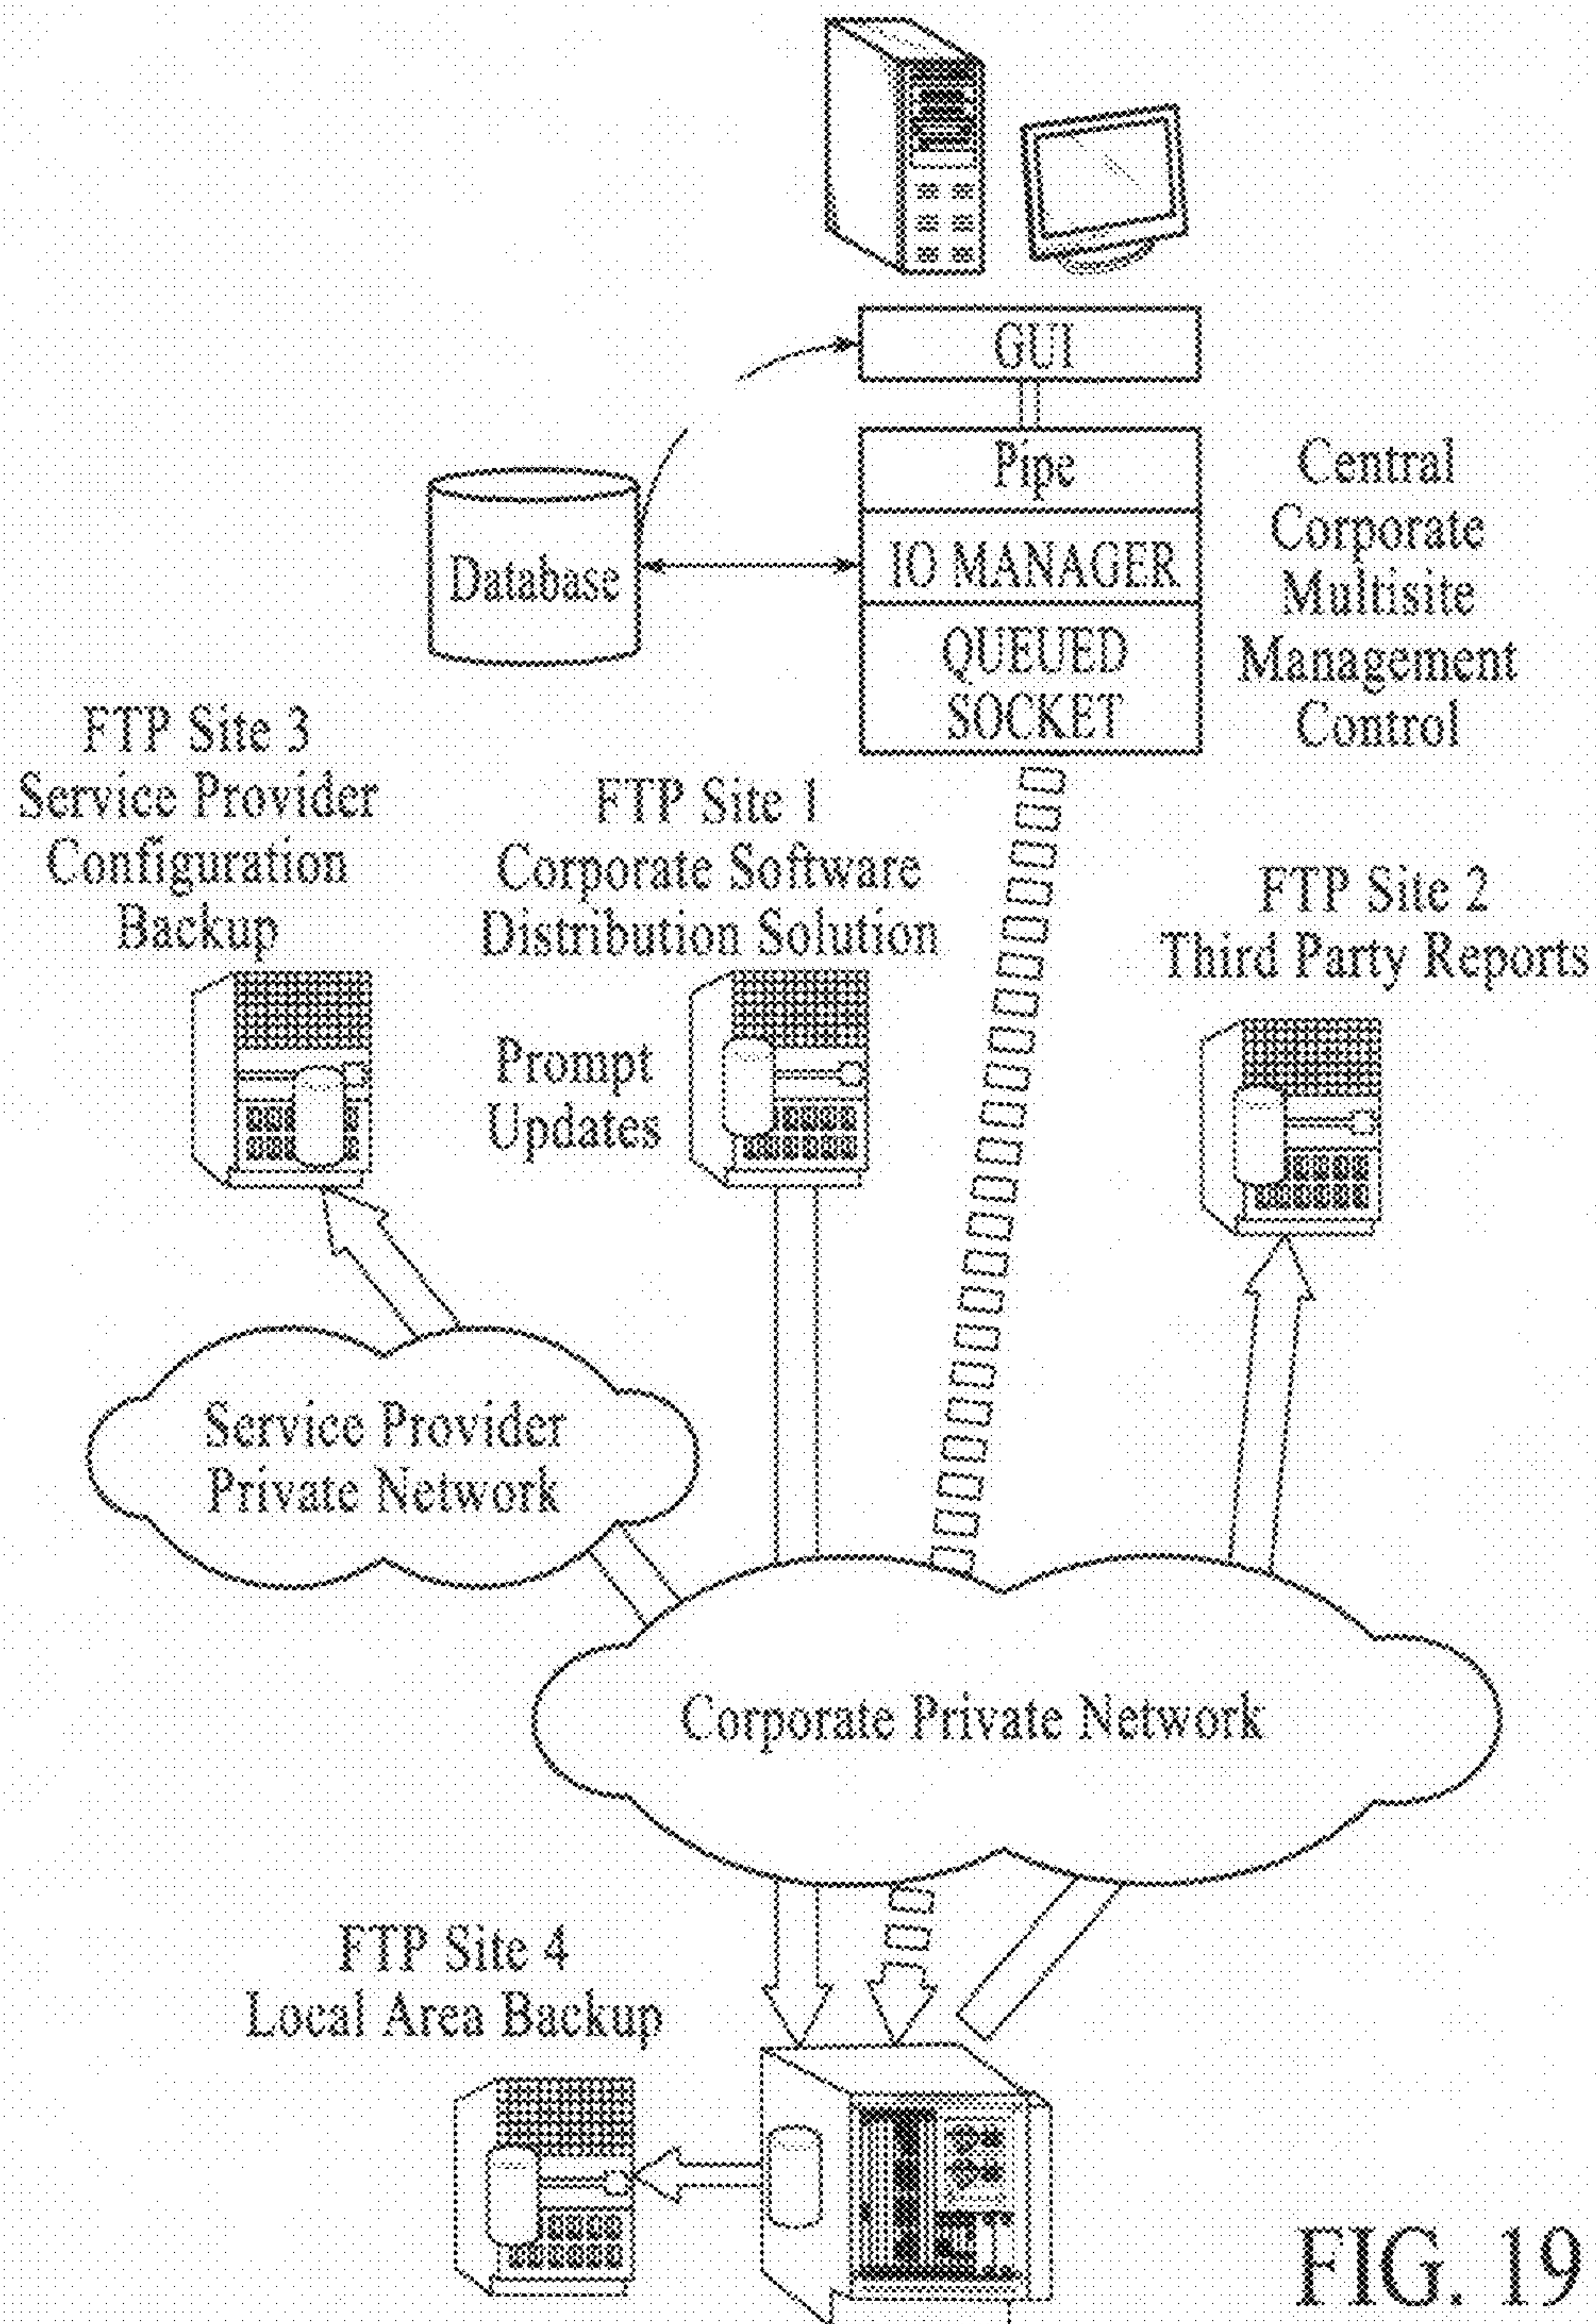 GUI
Pipe
IO MANAGER
QUEUED
SOCKET
Database
Central
Corporate
Multisite
Management
Control
FTP Site 3
Service Provider
Configuration
Backup
FTP Site 1
Corporate Software
Distribution Solution
Prompt
Updates
FTP Site 2
Third Party Reports
Service Provider
Private Network
Corporate Private Network
FTP Site 4
Local Area Backup
FIG. 19